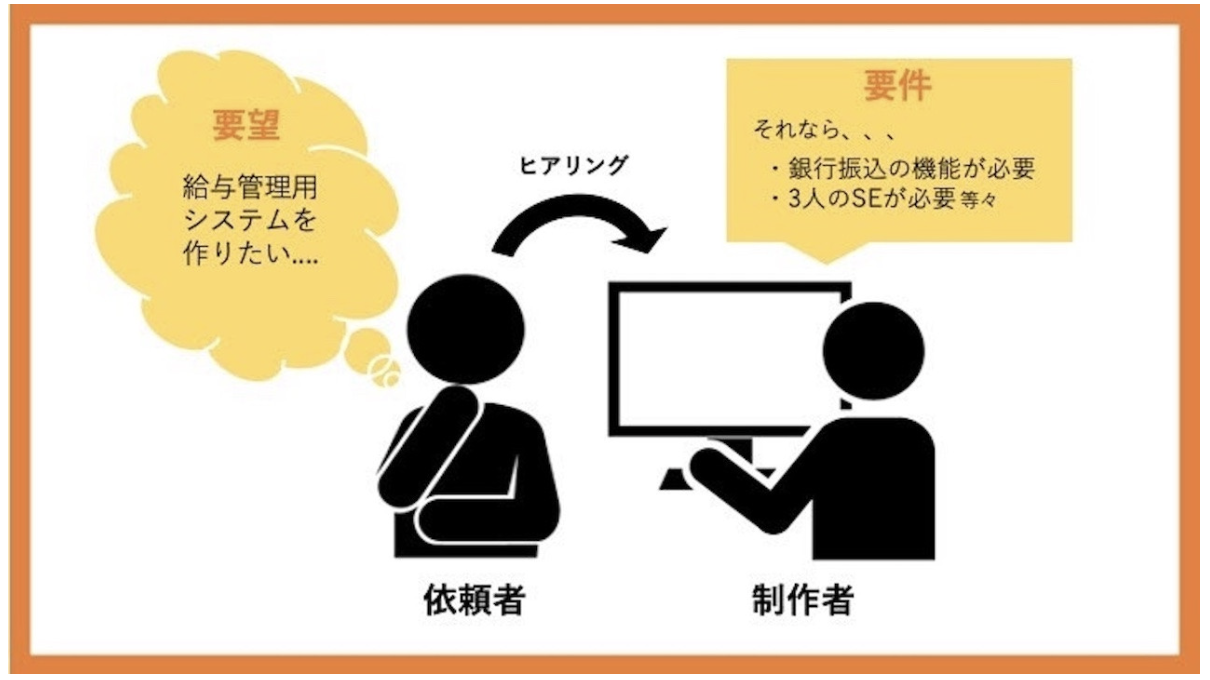 要望
給与管理用
システムを
作りたい....
ヒアリング
要件
それなら、、、
・銀行振込の機能が必要
・3人のSEが必要 等々
依頼者
制作者